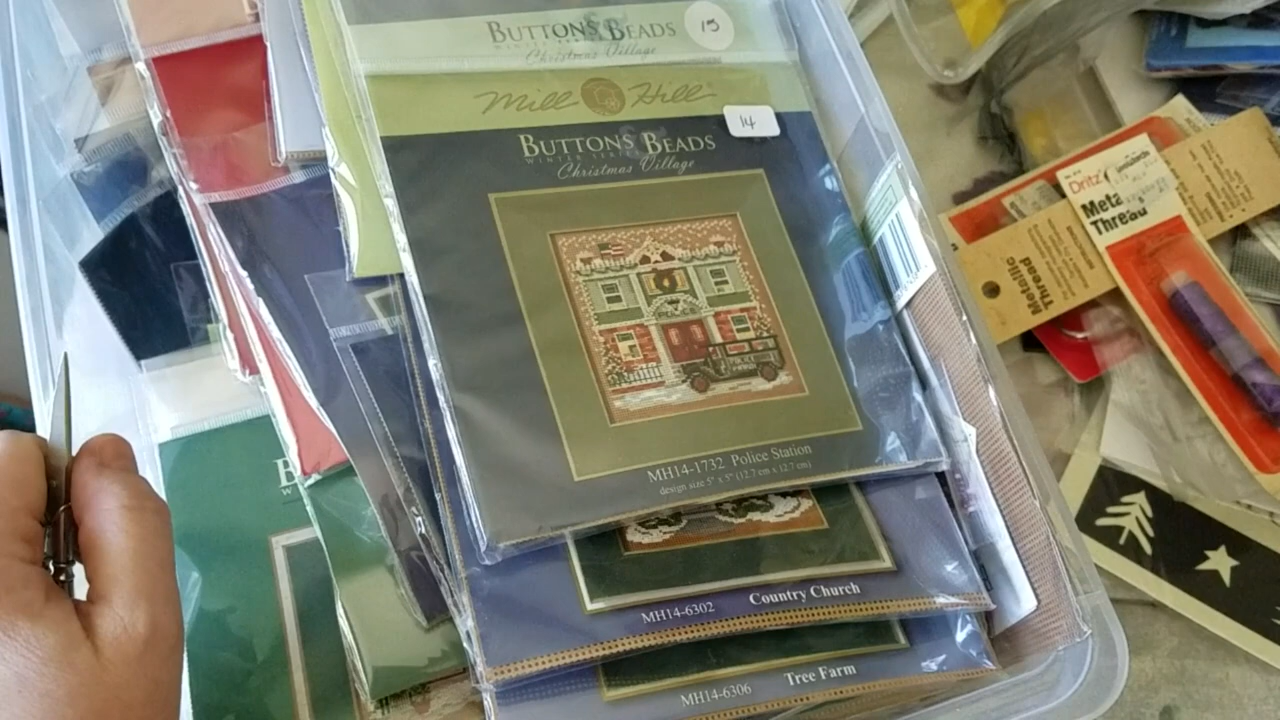 BUTTONS & BEADS
Christmas Village
15
Mill Hill
14
BUTTONS & BEADS
WINTER SERIES
Christmas Village
POLICE
MH14-1732 Police Station
design size 5" x 5" (12.7 cm x 12.7 cm)
MH14-6302 Country Church
MH14-6306 Tree Farm
Dritz
Metallic
Thread